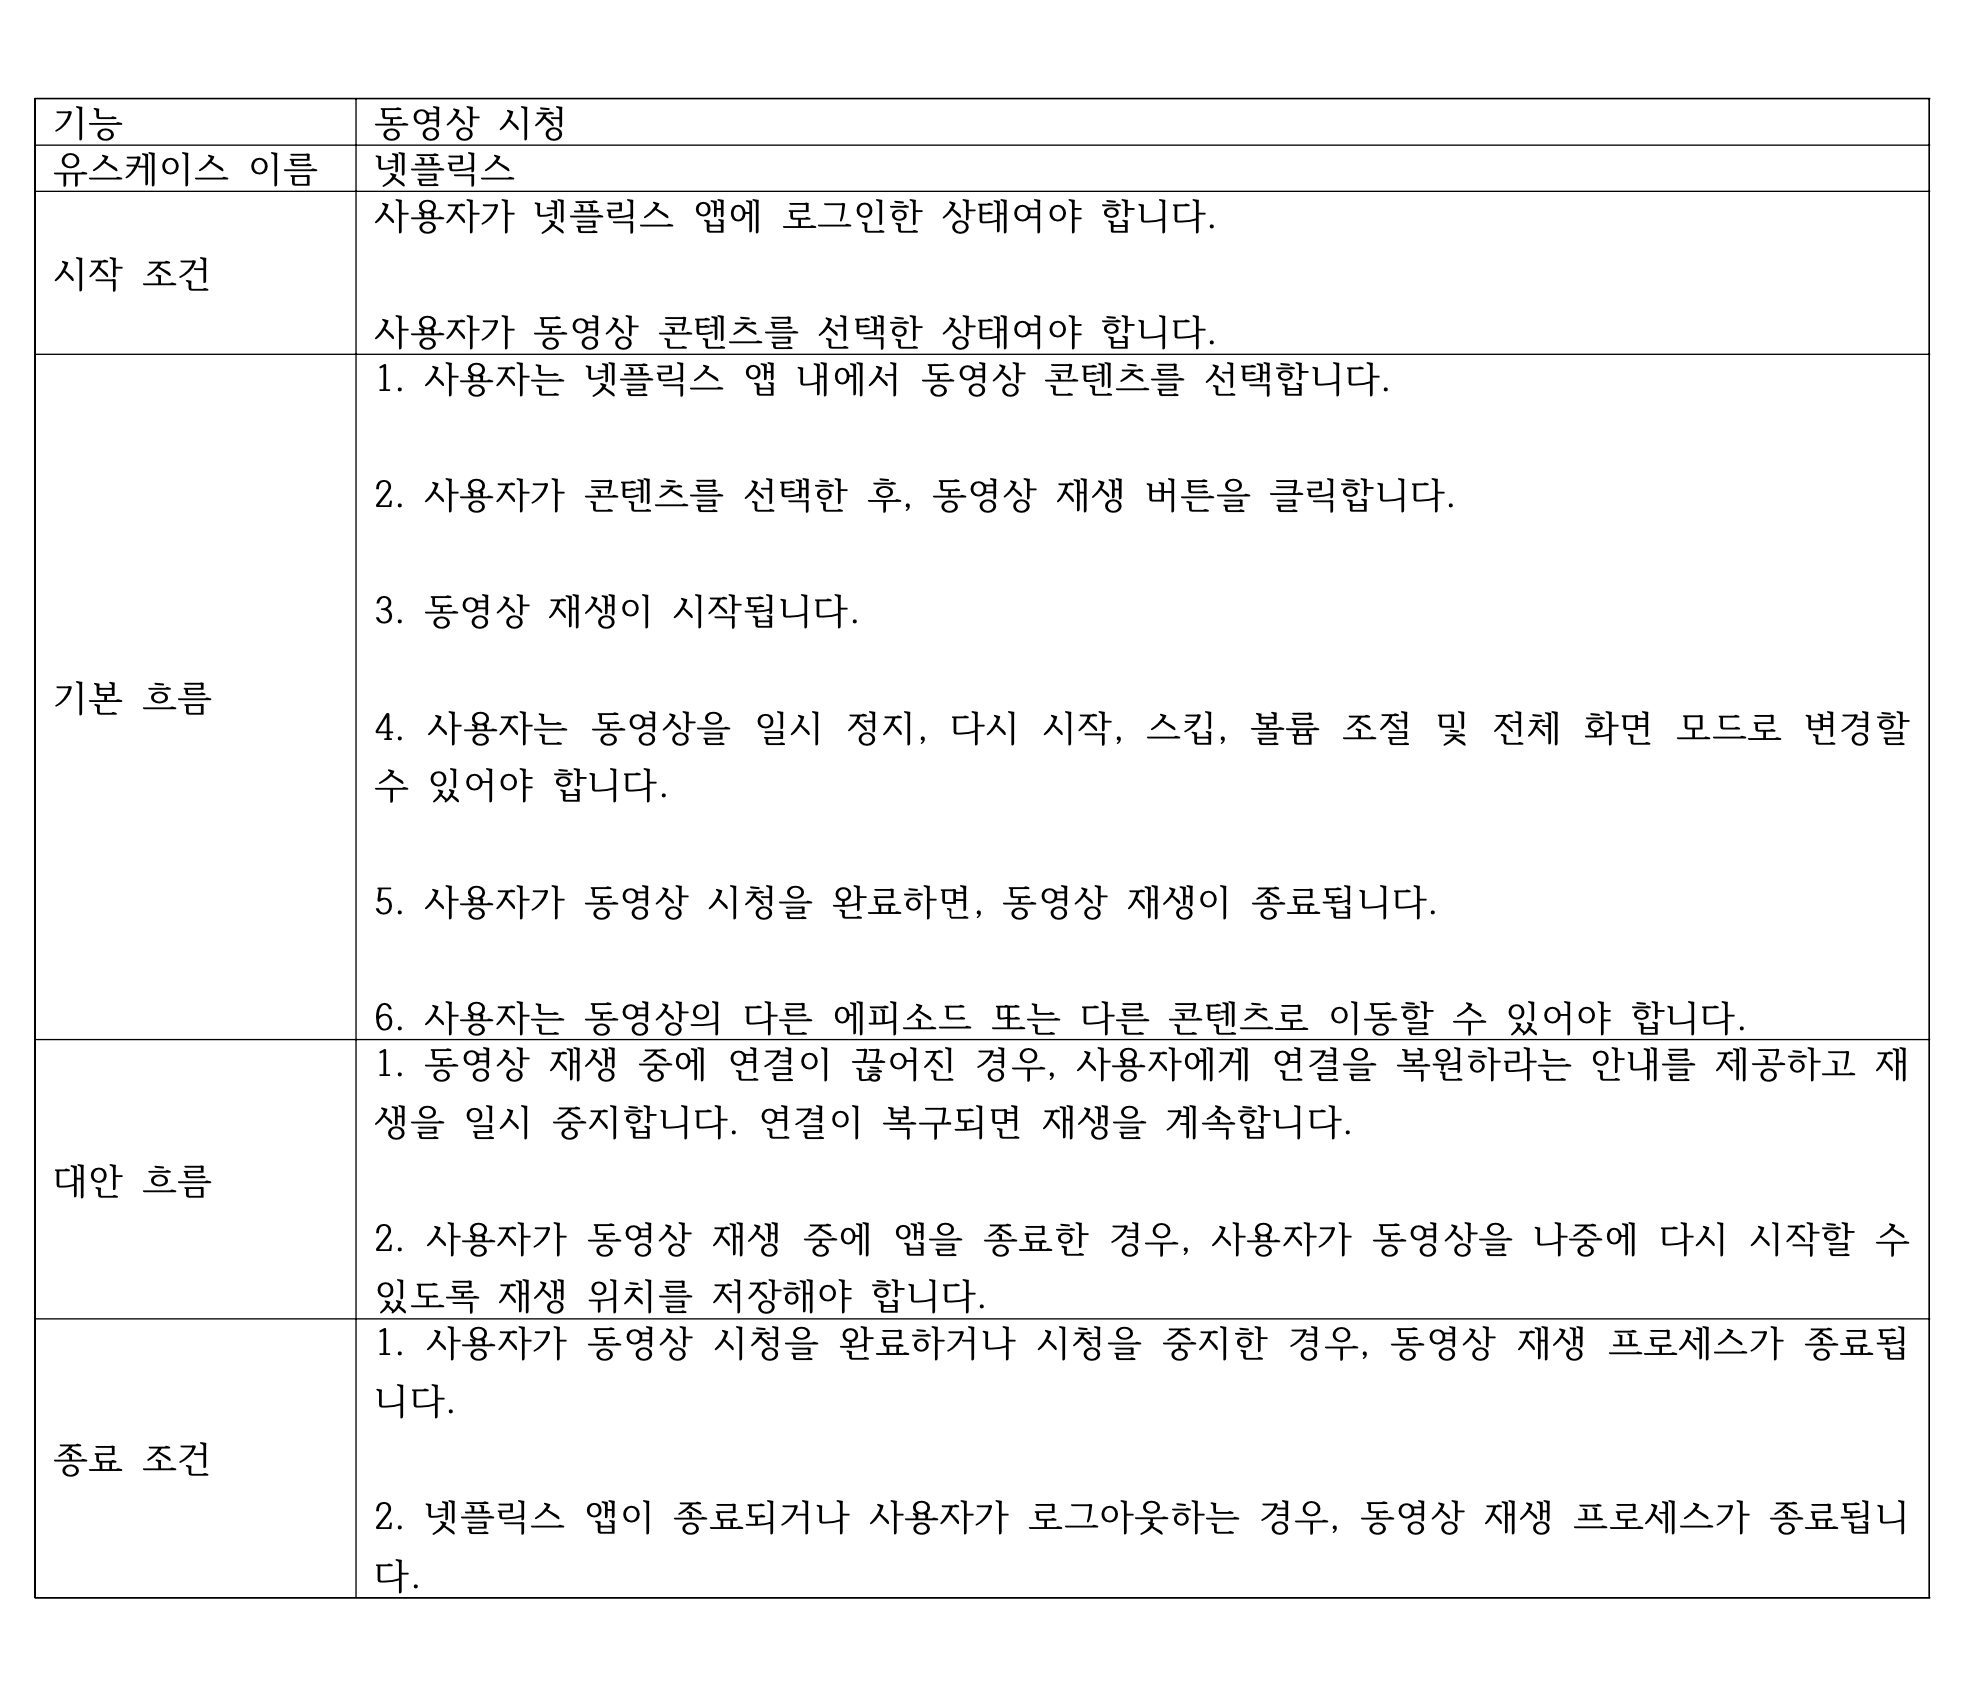 기능
동영상 시청
유스케이스 이름
넷플릭스
시작 조건
사용자가 넷플릭스 앱에 로그인한 상태여야 합니다.
사용자가 동영상 콘텐츠를 선택한 상태여야 합니다.
기본 흐름
1. 사용자는 넷플릭스 앱 내에서 동영상 콘텐츠를 선택합니다.
2. 사용자가 콘텐츠를 선택한 후, 동영상 재생 버튼을 클릭합니다.
3. 동영상 재생이 시작됩니다.
4. 사용자는 동영상을 일시 정지, 다시 시작, 스킵, 볼륨 조절 및 전체 화면 모드로 변경할
수 있어야 합니다.
5. 사용자가 동영상 시청을 완료하면, 동영상 재생이 종료됩니다.
6. 사용자는 동영상의 다른 에피소드 또는 다른 콘텐츠로 이동할 수 있어야 합니다.
대안 흐름
1. 동영상 재생 중에 연결이 끊어진 경우, 사용자에게 연결을 복원하라는 안내를 제공하고 재
생을 일시 중지합니다. 연결이 복구되면 재생을 계속합니다.
2. 사용자가 동영상 재생 중에 앱을 종료한 경우, 사용자가 동영상을 나중에 다시 시작할 수
있도록 재생 위치를 저장해야 합니다.
종료 조건
1. 사용자가 동영상 시청을 완료하거나 시청을 중지한 경우, 동영상 재생 프로세스가 종료됩
니다.
2. 넷플릭스 앱이 종료되거나 사용자가 로그아웃하는 경우, 동영상 재생 프로세스가 종료됩니
다.